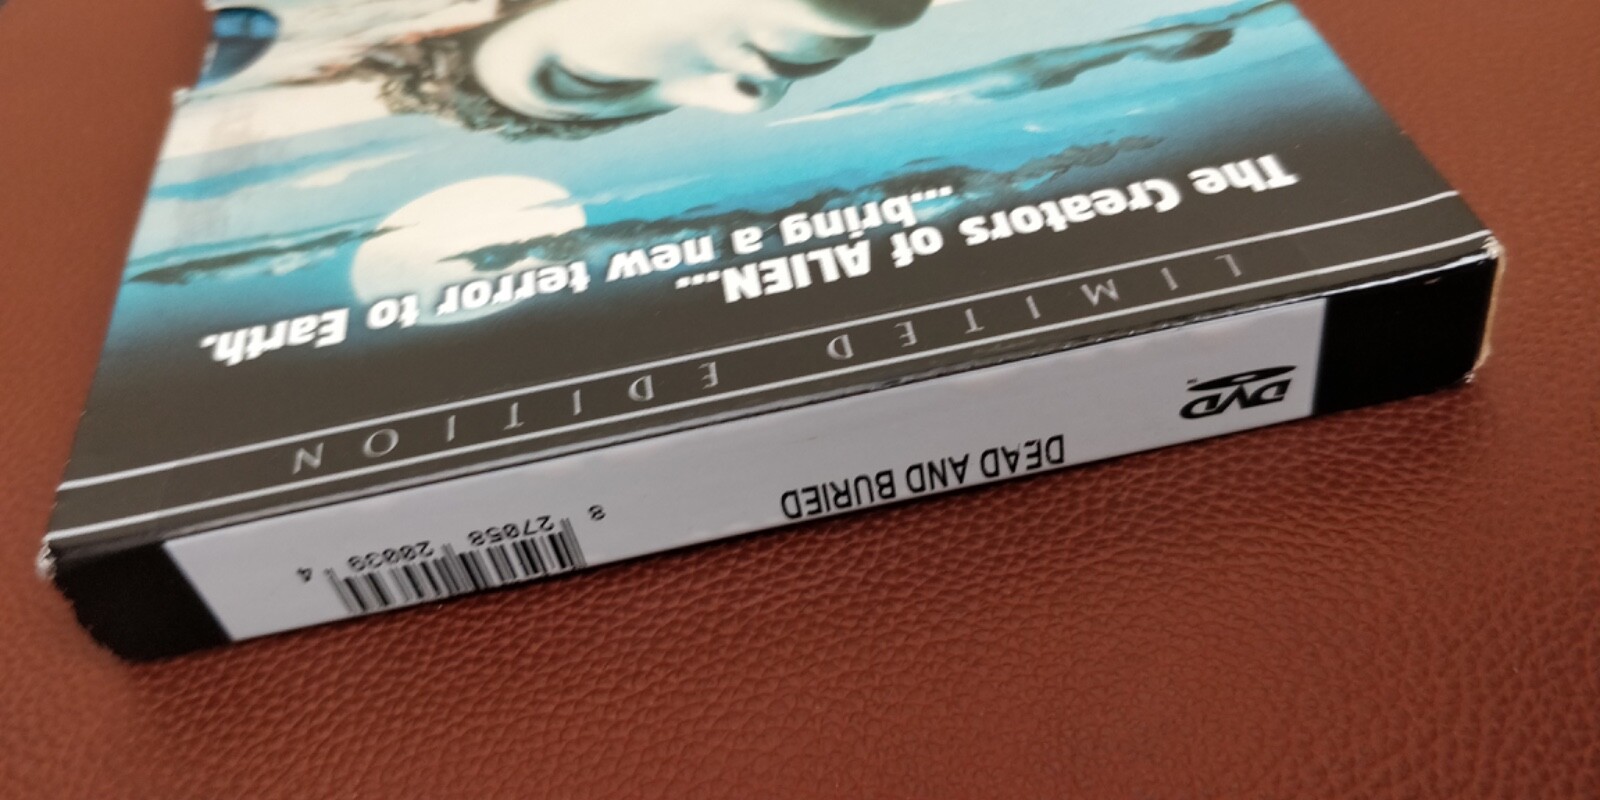 The Creators of ALIEN...
...bring a new terror to Earth.
LIMITED EDITION
DVD
DEAD AND BURIED
8 27058 20039 4